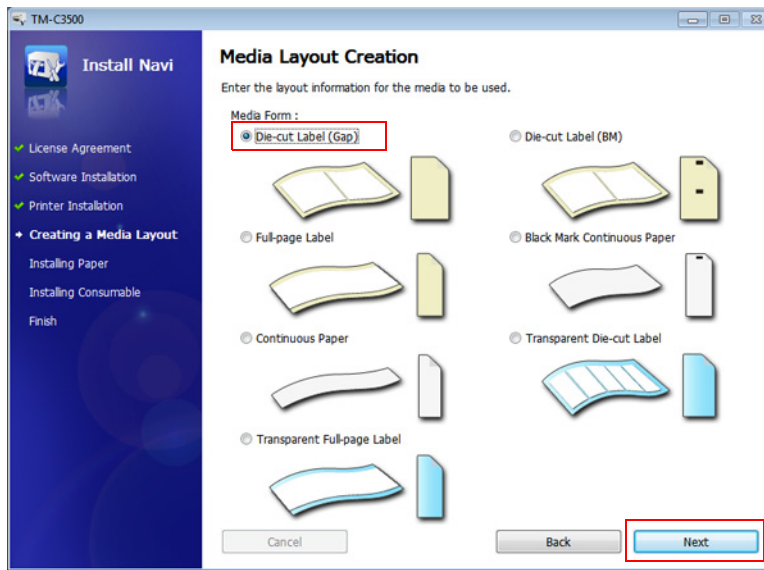 TM-C3500
Install Navi
License Agreement
Software Installation
Printer Installation
Creating a Media Layout
Installing Paper
Installing Consumable
Finish
Media Layout Creation
Enter the layout information for the media to be used.
Media Form :
Die-cut Label (Gap)
Die-cut Label (BM)
Full-page Label
Black Mark Continuous Paper
Continuous Paper
Transparent Die-cut Label
Transparent Full-page Label
Cancel
Back
Next